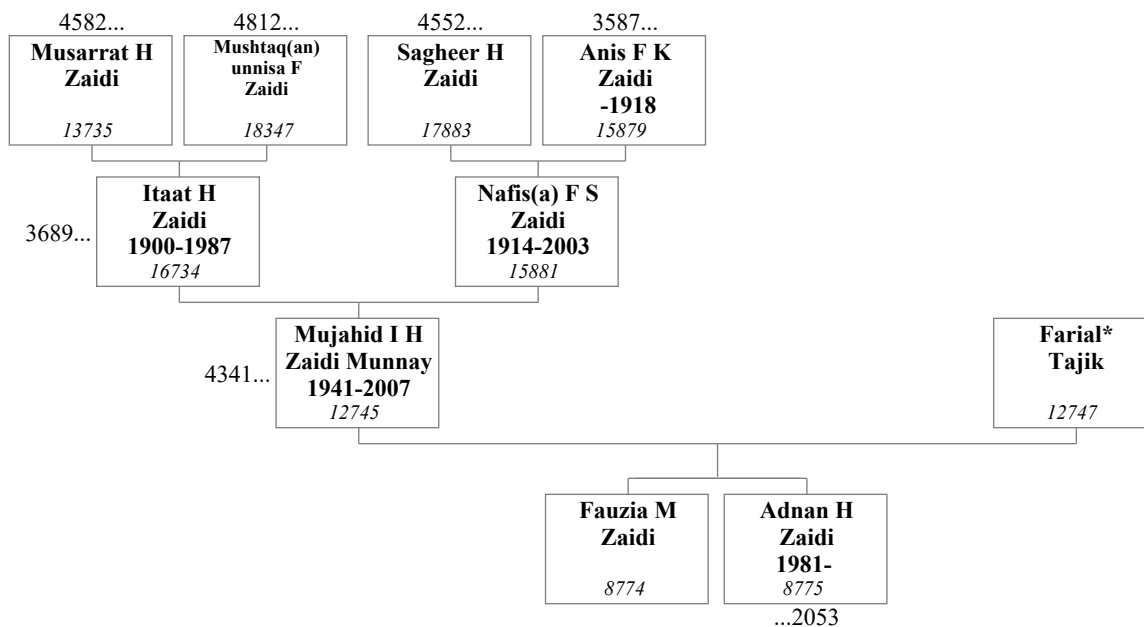 4582...
4812...
4552...
3587...
Musarrat H
Zaidi
13735
Mushtaq(an)
unnisa F
Zaidi
18347
Sagheer H
Zaidi
17883
Anis F K
Zaidi
-1918
15879
3689...
Itaat H
Zaidi
1900-1987
16734
Nafis(a) F S
Zaidi
1914-2003
15881
4341...
Mujahid I H
Zaidi Munnay
1941-2007
12745
Farial*
Tajik
12747
Fauzia M
Zaidi
8774
Adnan H
Zaidi
1981-
8775
...2053